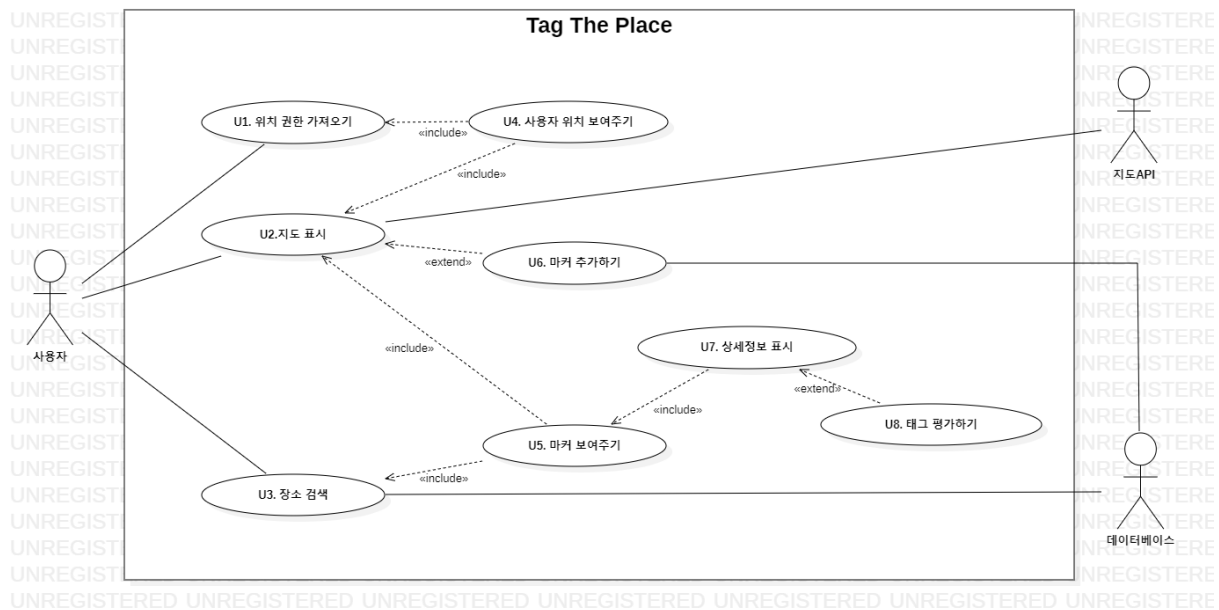 Tag The Place
U1. 위치 권한 가져오기
«include»
U4. 사용자 위치 보여주기
«include»
지도API
U2.지도 표시
«extend»
U6. 마커 추가하기
사용자
«include»
U7. 상세정보 표시
«extend»
«include»
U8. 태그 평가하기
U5. 마커 보여주기
«include»
U3. 장소 검색
데이터베이스
UNREGISTERED UNREGISTERED UNREGISTERED UNREGISTERED UNREGISTERED UNREGISTERED UNREGISTERE